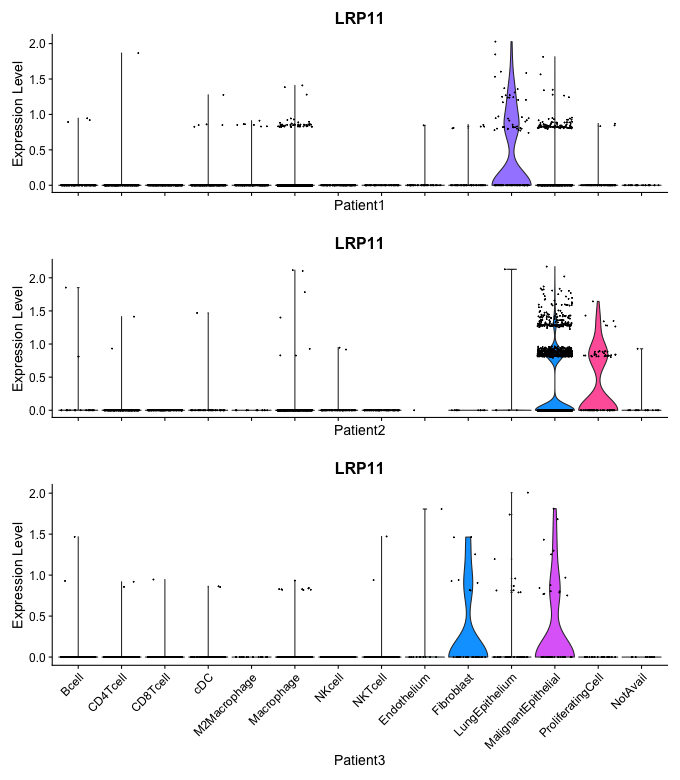 LRP11
Expression Level
2.0
1.5
1.0
0.5
0.0
Patient1
LRP11
Expression Level
2.0
1.5
1.0
0.5
0.0
Patient2
LRP11
Expression Level
2.0
1.5
1.0
0.5
0.0
Bcell
CD4Tcell
CD8Tcell
cDC
M2Macrophage
Macrophage
NKcell
NKTcell
Endothelium
Fibroblast
LungEpithelium
MalignantEpithelial
ProliferatingCell
NotAvail
Patient3